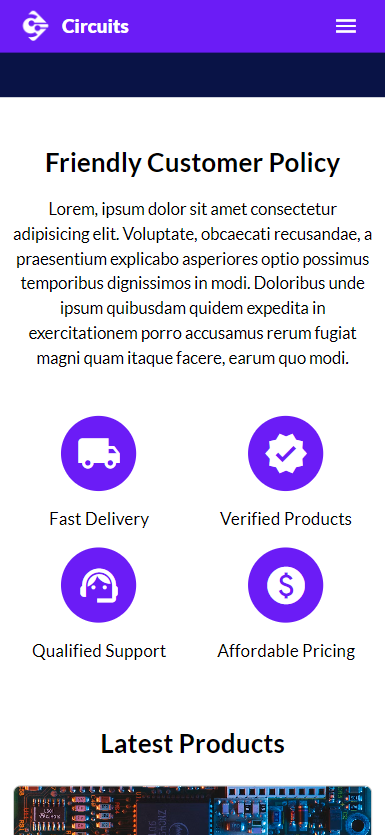 Circuits
Friendly Customer Policy
Lorem, ipsum dolor sit amet consectetur
adipisicing elit. Voluptate, obcaecati recusandae, a
praesentium explicabo asperiores optio possimus
temporibus dignissimos in modi. Doloribus unde
ipsum quibusdam quidem expedita in
exercitationem porro accusamus rerum fugiat
magni quam itaque facere, earum quo modi.
Fast Delivery
Verified Products
Qualified Support
Affordable Pricing
Latest Products